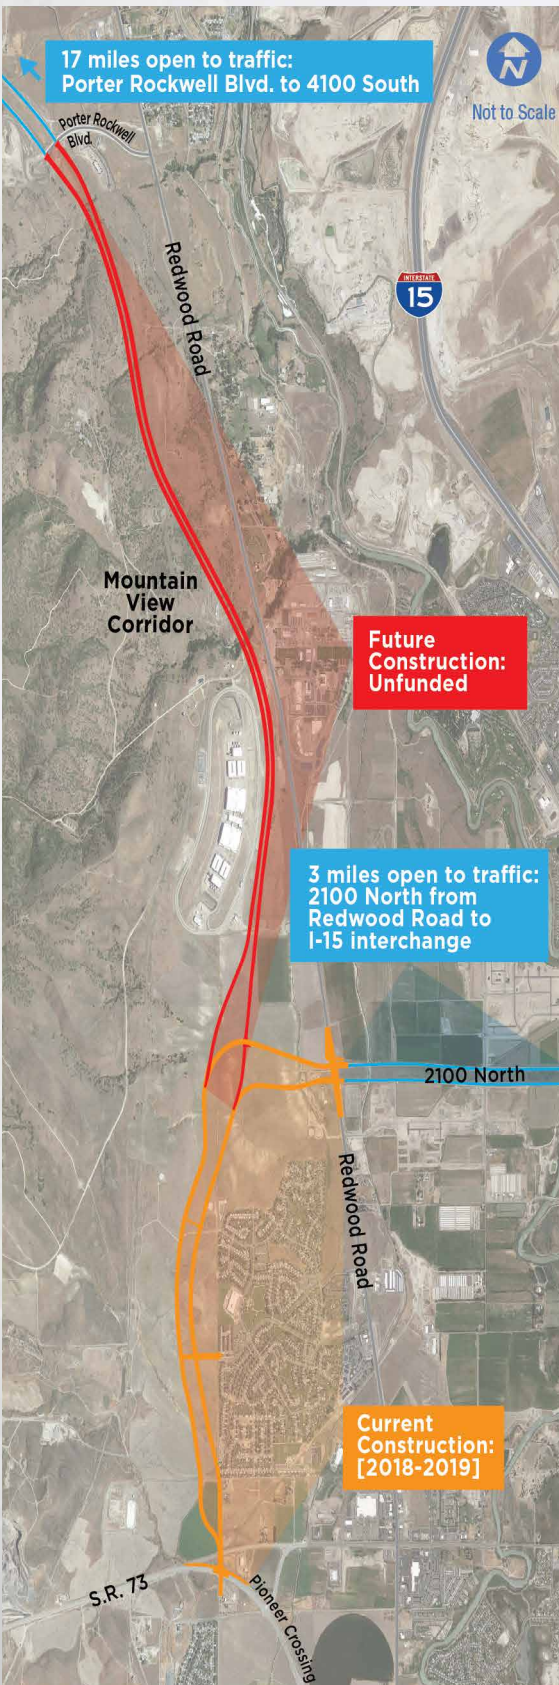 17 miles open to traffic:
Porter Rockwell Blvd. to 4100 South
N
Not to Scale
Porter Rockwell
Blvd.
Redwood Road
INTERSTATE
15
Mountain
View
Corridor
Future
Construction:
Unfunded
3 miles open to traffic:
2100 North from
Redwood Road to
I-15 interchange
2100 North
Redwood Road
Current
Construction:
[2018-2019]
S.R. 73
Pioneer Crossing